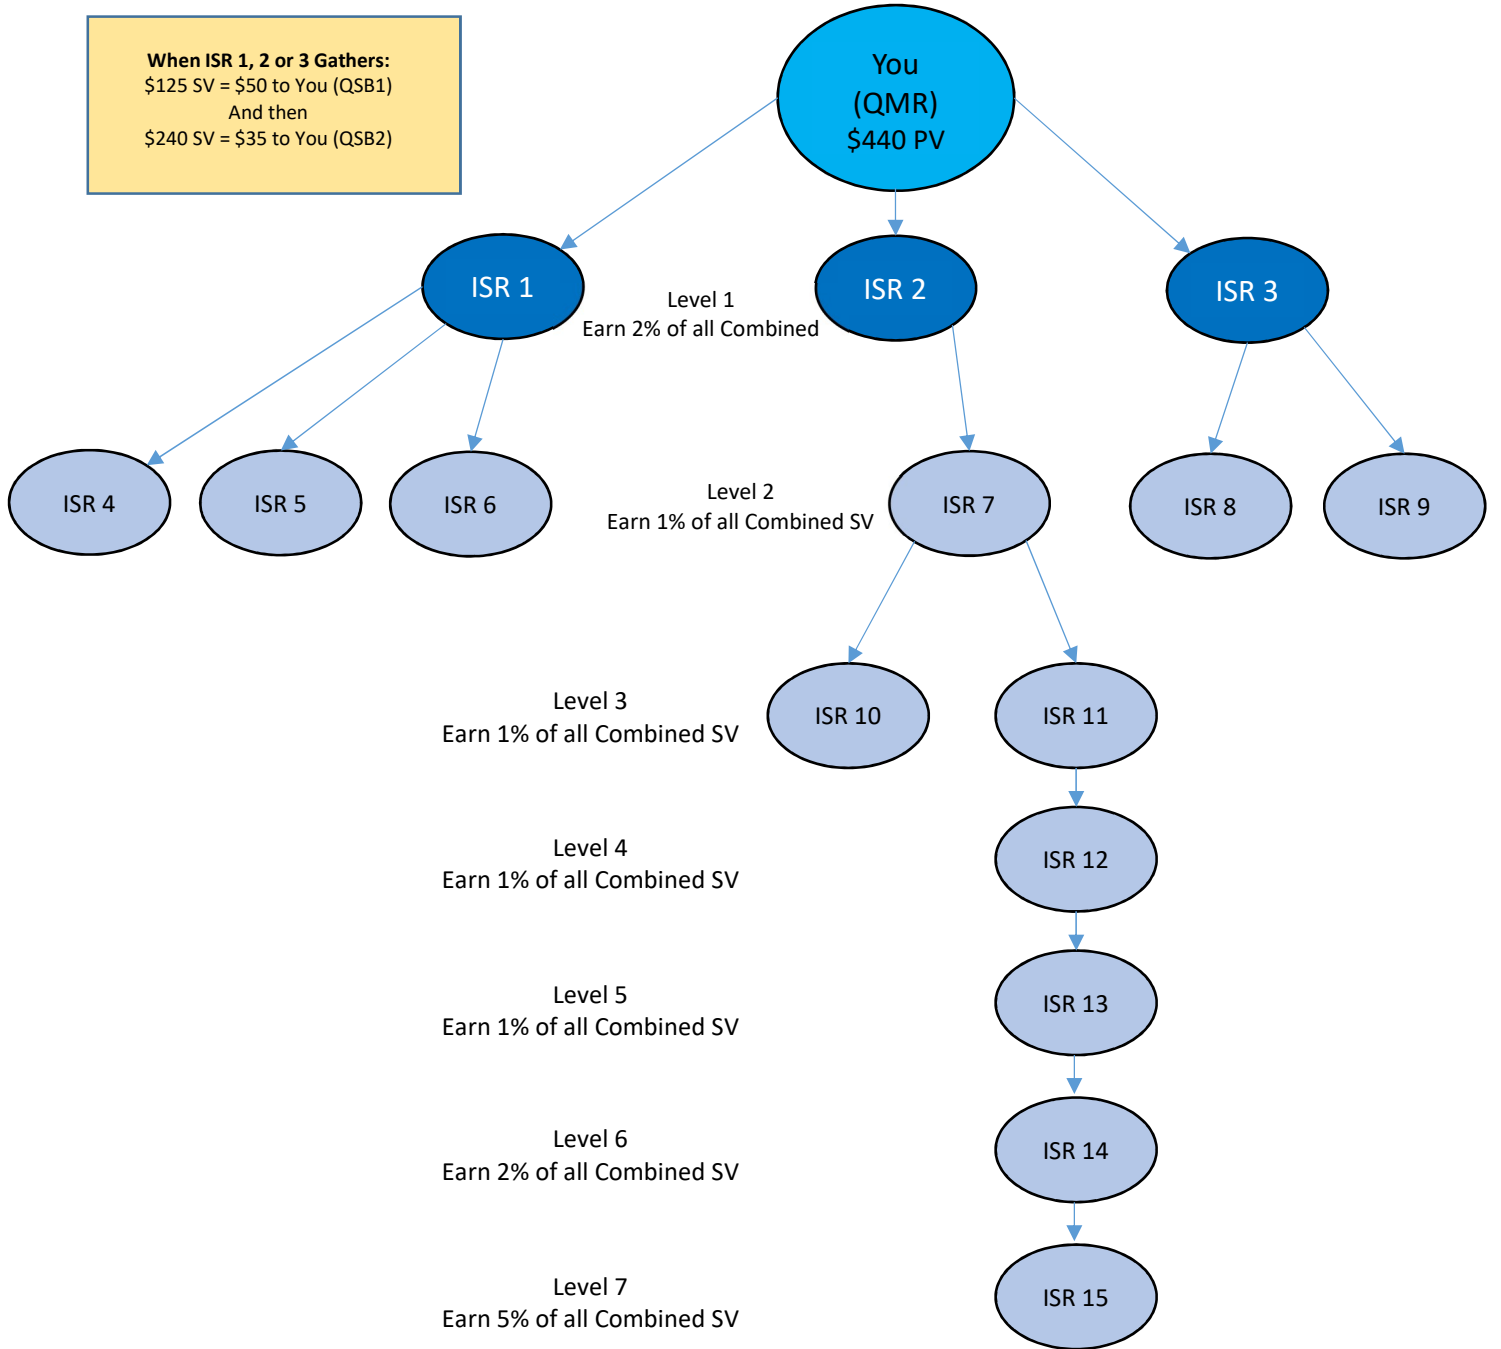 When ISR 1, 2 or 3 Gathers:
$125 SV = $50 to You (QSB1)
And then
$240 SV = $35 to You (QSB2)
You
(QMR)
$440 PV
ISR 1
Level 1
Earn 2% of all Combined
ISR 2
ISR 3
ISR 4
ISR 5
ISR 6
Level 2
Earn 1% of all Combined SV
ISR 7
ISR 8
ISR 9
Level 3
Earn 1% of all Combined SV
ISR 10
ISR 11
Level 4
Earn 1% of all Combined SV
ISR 12
Level 5
Earn 1% of all Combined SV
ISR 13
Level 6
Earn 2% of all Combined SV
ISR 14
Level 7
Earn 5% of all Combined SV
ISR 15